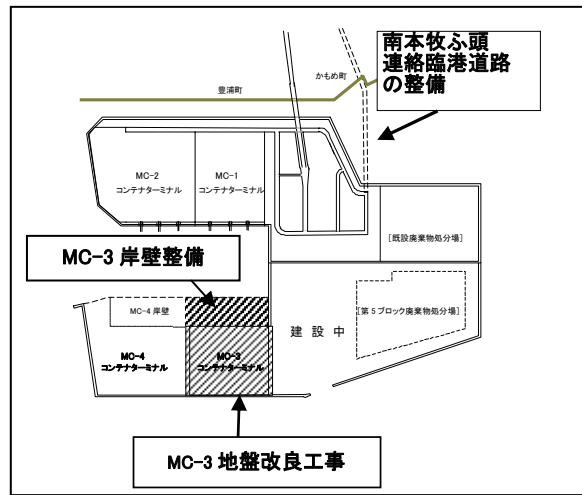 南本牧ふ頭
連絡臨港道路
の整備
かもめ町
豊浦町
MC-2
コンテナターミナル
MC-1
コンテナターミナル
[既設廃棄物処分場]
MC-3 岸壁整備
MC-4 岸壁
[第5ブロック廃棄物処分場]
建設中
MC-4
コンテナターミナル
MC-3
コンテナターミナル
MC-3 地盤改良工事